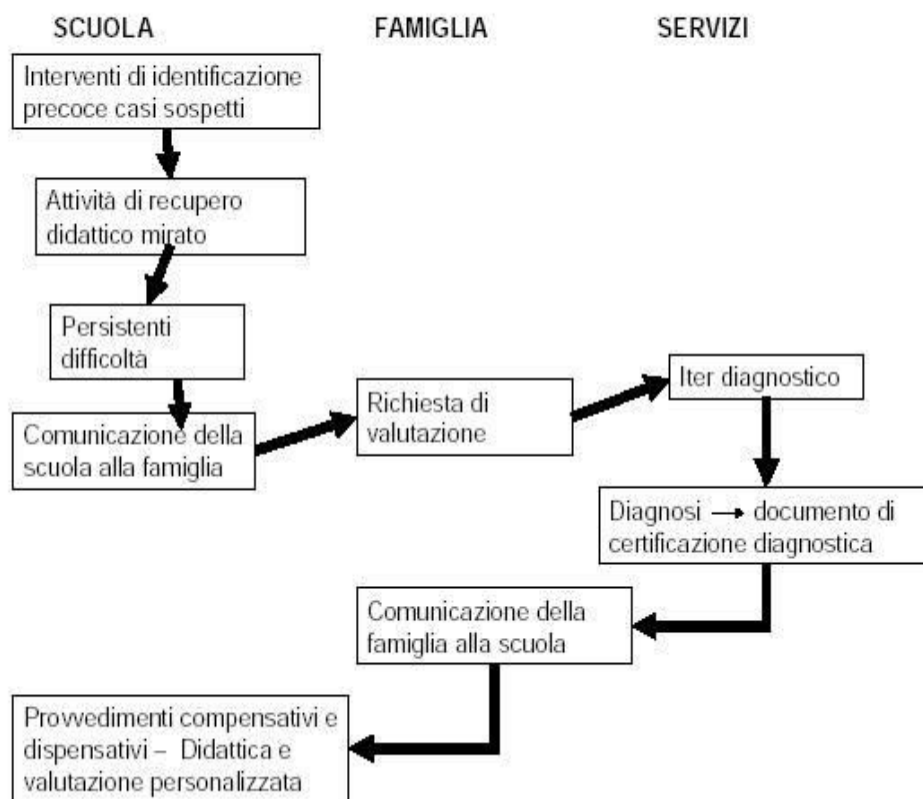 SCUOLA
FAMIGLIA
SERVIZI
Interventi di identificazione
precoce casi sospetti
Attività di recupero
didattico mirato
Persistenti
difficoltà
Comunicazione della
scuola alla famiglia
Richiesta di
valutazione
Iter diagnostico
Diagnosi → documento di
certificazione diagnostica
Comunicazione della
famiglia alla scuola
Provvedimenti compensativi e
dispensativi – Didattica e
valutazione personalizzata